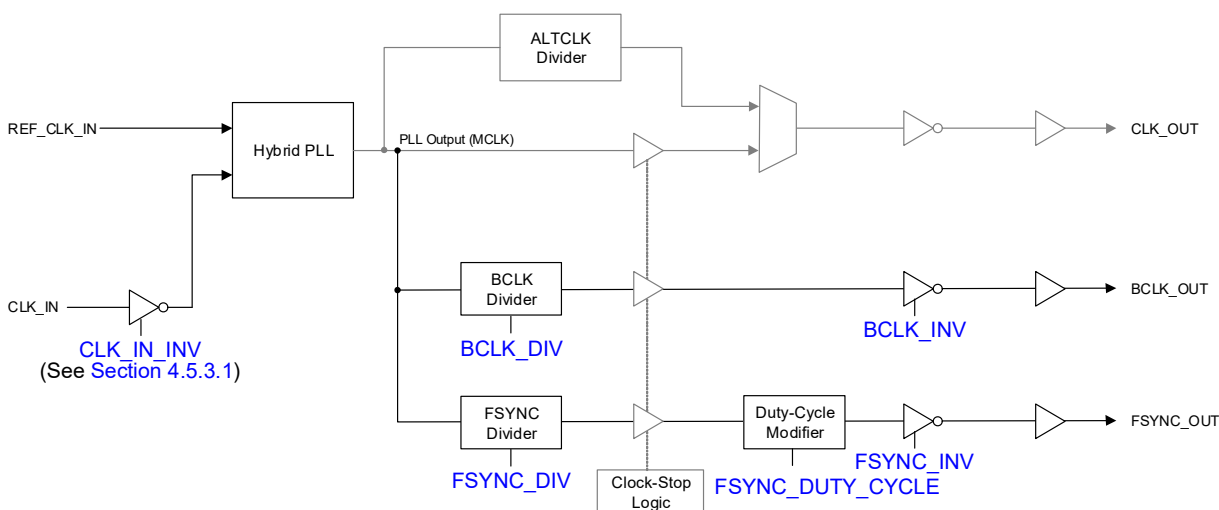 ALTCLK
Divider
REF_CLK_IN
Hybrid PLL
PLL Output (MCLK)
CLK_OUT
CLK_IN
CLK_IN_INV
(See Section 4.5.3.1)
BCLK
Divider
BCLK_DIV
BCLK_INV
BCLK_OUT
FSYNC
Divider
FSYNC_DIV
Clock-Stop
Logic
Duty-Cycle
Modifier
FSYNC_DUTY_CYCLE
FSYNC_INV
FSYNC_OUT